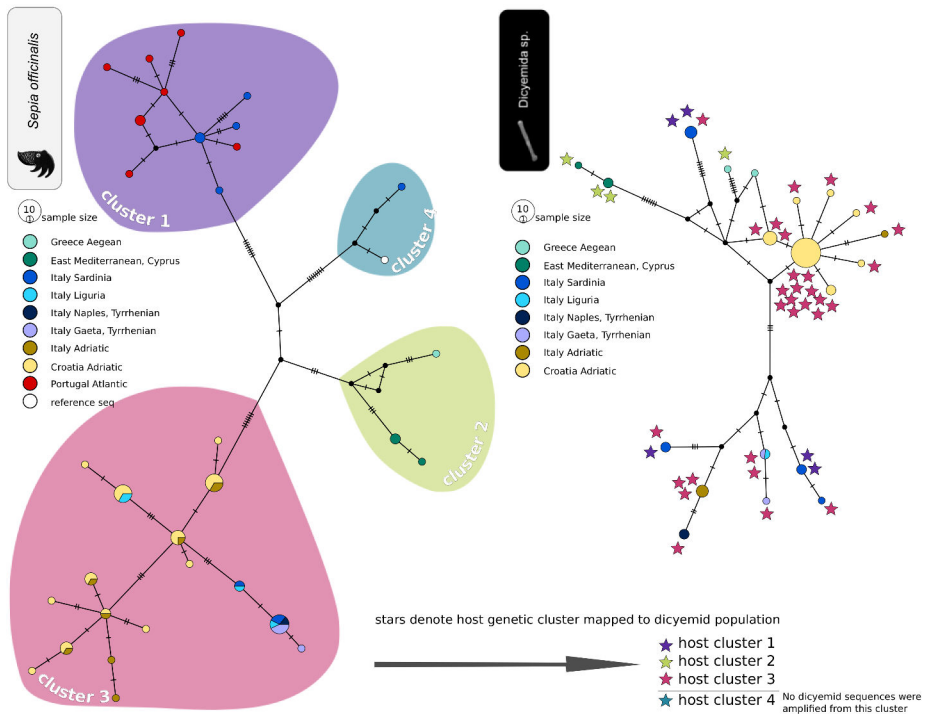 Sepia officinalis
10
1
sample size
Greece Aegean
East Mediterranean, Cyprus
Italy Sardinia
Italy Liguria
Italy Naples, Tyrrhenian
Italy Gaeta, Tyrrhenian
Italy Adriatic
Croatia Adriatic
Portugal Atlantic
reference seq
cluster 1
cluster 4
cluster 2
cluster 3
Dicyemida sp.
10
1
sample size
Greece Aegean
East Mediterranean, Cyprus
Italy Sardinia
Italy Liguria
Italy Naples, Tyrrhenian
Italy Gaeta, Tyrrhenian
Italy Adriatic
Croatia Adriatic
stars denote host genetic cluster mapped to dicyemid population
host cluster 1
host cluster 2
host cluster 3
host cluster 4
No dicyemid sequences were
amplified from this cluster